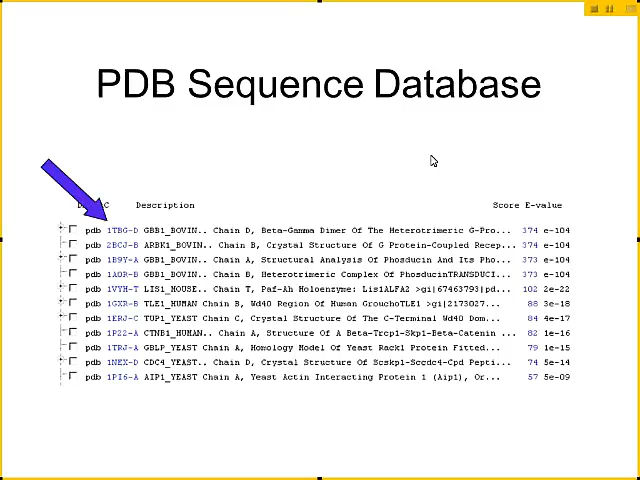 PDB Sequence Database
Description Score E-value
pdb 1TBG-D GBB1_BOVIN.. Chain D, Beta-Gamma Dimer Of The Heterotrimeric G-Pro... 374 e-104
pdb 2BCJ-B ARBK1_BOVIN.. Chain B, Crystal Structure Of G Protein-Coupled Recep... 374 e-104
pdb 1B9Y-A GBB1_BOVIN.. Chain A, Structural Analysis Of Phosducin And Its Pho... 373 e-104
pdb 1A0R-B GBB1_BOVIN.. Chain B, Heterotrimeric Complex Of PhosducinTRANSDUCI... 373 e-104
pdb 1VYH-T LIS1_MOUSE.. Chain T, Paf-Ah Holoenzyme: Lis1ALFA2 >gi|67463793|pd... 102 2e-22
pdb 1GXR-B TLE1_HUMAN Chain B, Wd40 Region Of Human GrouchoTLE1 >gi|2173027... 88 3e-18
pdb 1ERJ-C TUP1_YEAST Chain C, Crystal Structure Of The C-Terminal Wd40 Dom... 84 4e-17
pdb 1P22-A CTNB1_HUMAN.. Chain A, Structure Of A Beta-Trcp1-Skp1-Beta-Catenin ... 82 1e-16
pdb 1TRJ-A GBLP_YEAST Chain A, Homology Model Of Yeast Rack1 Protein Fitted... 79 1e-15
pdb 1NEX-D CDC4_YEAST.. Chain D, Crystal Structure Of Scskp1-Sccdc4-Cpd Pepti... 74 5e-14
pdb 1PI6-A AIP1_YEAST Chain A, Yeast Actin Interacting Protein 1 (Aip1), Or... 57 5e-09